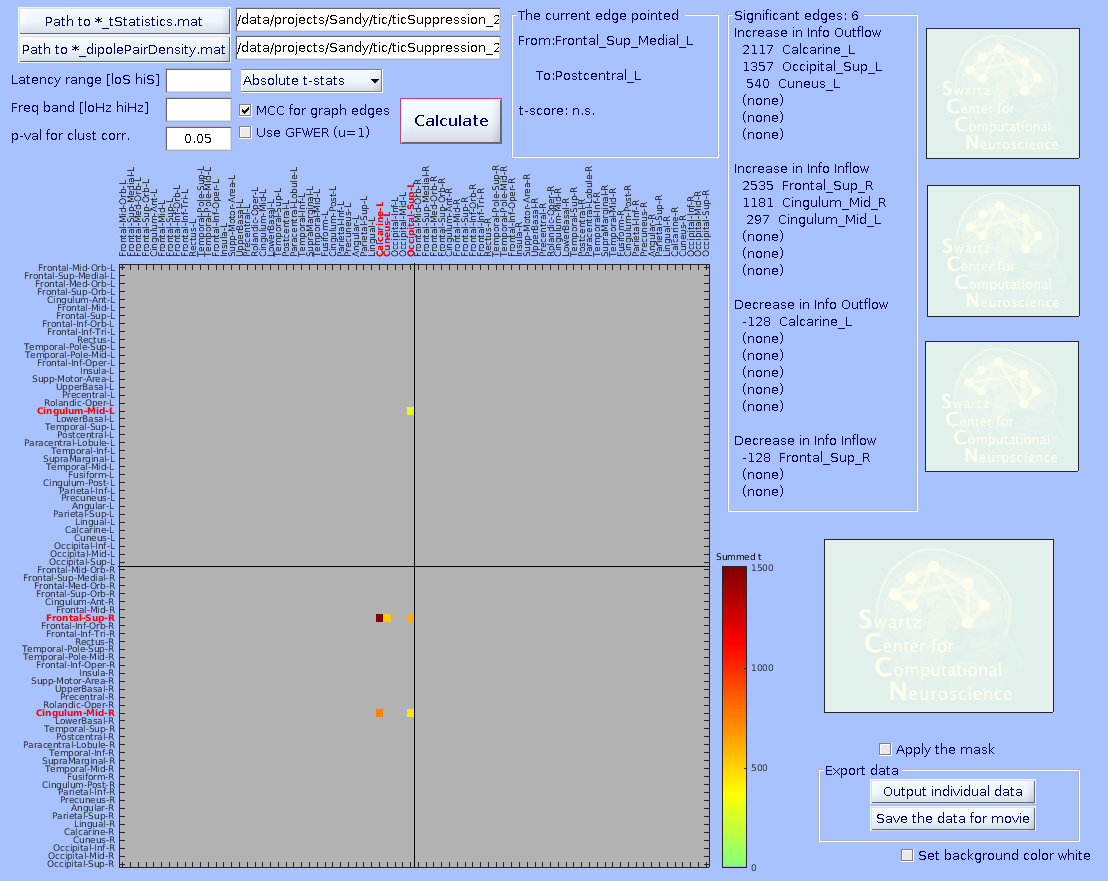 Path to *_tStatistics.mat
/data/projects/Sandy/tic/ticSuppression_2
Path to *_dipolePairDensity.mat
/data/projects/Sandy/tic/ticSuppression_2
Latency range [loS hiS]
Absolute t-stats
Freq band [loHz hiHz]
MCC for graph edges
p-val for clust corr.
0.05
Use GFWER (u=1)
Calculate
The current edge pointed
From:Frontal_Sup_Medial_L
To:Postcentral_L
t-score: n.s.
Significant edges: 6
Increase in Info Outflow
2117 Calcarine_L
1357 Occipital_Sup_L
540 Cuneus_L
(none)
(none)
(none)
Increase in Info Inflow
2535 Frontal_Sup_R
1181 Cingulum_Mid_R
297 Cingulum_Mid_L
(none)
(none)
(none)
Decrease in Info Outflow
-128 Calcarine_L
(none)
(none)
(none)
(none)
(none)
Decrease in Info Inflow
-128 Frontal_Sup_R
(none)
(none)
Swartz
Center for
Computational
Neuroscience
Swartz
Center for
Computational
Neuroscience
Swartz
Center for
Computational
Neuroscience
Frontal-Mid-Orb-L
Frontal-Sup-Medial-L
Frontal-Med-Orb-L
Frontal-Sup-Orb-L
Cingulum-Ant-L
Frontal-Mid-L
Frontal-Sup-L
Frontal-Inf-Orb-L
Frontal-Inf-Tri-L
Rectus-L
Temporal-Pole-Sup-L
Temporal-Pole-Mid-L
Frontal-Inf-Oper-L
Insula-L
Supp-Motor-Area-L
UpperBasal-L
Precentral-L
Rolandic-Oper-L
Cingulum-Mid-L
LowerBasal-L
Temporal-Sup-L
Postcentral-L
Paracentral-Lobule-L
Temporal-Inf-L
SupraMarginal-L
Temporal-Mid-L
Fusiform-L
Cingulum-Post-L
Parietal-Inf-L
Precuneus-L
Angular-L
Parietal-Sup-L
Lingual-L
Calcarine-L
Cuneus-L
Occipital-Inf-L
Occipital-Mid-L
Occipital-Sup-L
Frontal-Mid-Orb-R
Frontal-Sup-Medial-R
Frontal-Med-Orb-R
Frontal-Sup-Orb-R
Cingulum-Ant-R
Frontal-Mid-R
Frontal-Sup-R
Frontal-Inf-Orb-R
Frontal-Inf-Tri-R
Rectus-R
Temporal-Pole-Sup-R
Temporal-Pole-Mid-R
Frontal-Inf-Oper-R
Insula-R
Supp-Motor-Area-R
UpperBasal-R
Precentral-R
Rolandic-Oper-R
Cingulum-Mid-R
LowerBasal-R
Temporal-Sup-R
Postcentral-R
Paracentral-Lobule-R
Temporal-Inf-R
SupraMarginal-R
Temporal-Mid-R
Fusiform-R
Cingulum-Post-R
Parietal-Inf-R
Precuneus-R
Angular-R
Parietal-Sup-R
Lingual-R
Calcarine-R
Cuneus-R
Occipital-Inf-R
Occipital-Mid-R
Occipital-Sup-R
Summed t
1500
1000
500
0
Swartz
Center for
Computational
Neuroscience
Apply the mask
Export data
Output individual data
Save the data for movie
Set background color white